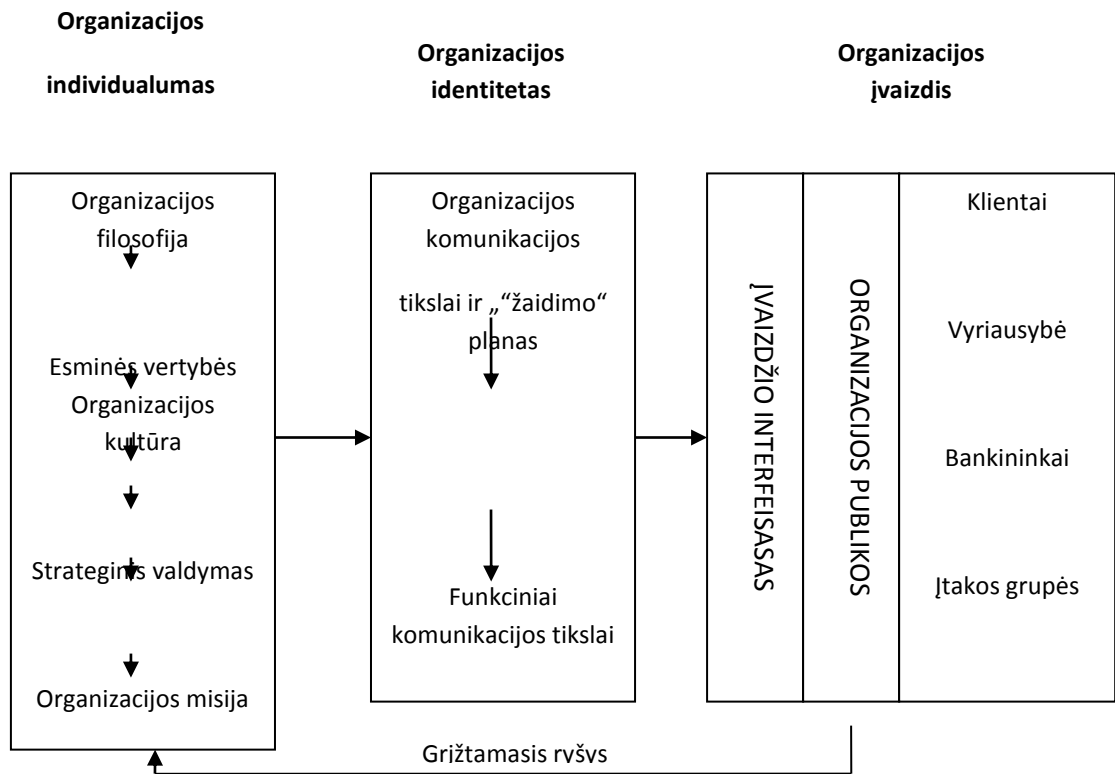 Organizacijos
individualumas
Organizacijos
identitetas
Organizacijos
įvaizdis
Organizacijos
filosofija
Esminės vertybės
Organizacijos
kultūra
Strateginis valdymas
Organizacijos misija
Organizacijos
komunikacijos
tikslai ir „“žaidimo“
planas
Funkciniai
komunikacijos tikslai
ĮVAIZDŽIO INTERFEISASAS
ORGANIZACIJOS PUBLIKOS
Klientai
Vyriausybė
Bankininkai
Įtakos grupės
Grįžtamasis ryšys